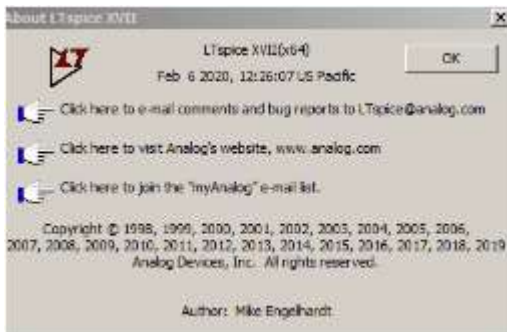 About LTspice XVII
17
LTspice XVII(x64)
OK
Feb 6 2020, 12:26:07 US Pacific
Click here to e-mail comments and bug reports to LTspice@analog.com
Click here to visit Analog's website, www.analog.com
Click here to join the "myAnalog" e-mail list.
Copyright © 1998, 1999, 2000, 2001, 2002, 2003, 2004, 2005, 2006,
2007, 2008, 2009, 2010, 2011, 2012, 2013, 2014, 2015, 2016, 2017, 2018, 2019
Analog Devices, Inc. All rights reserved.
Author: Mike Engelhardt